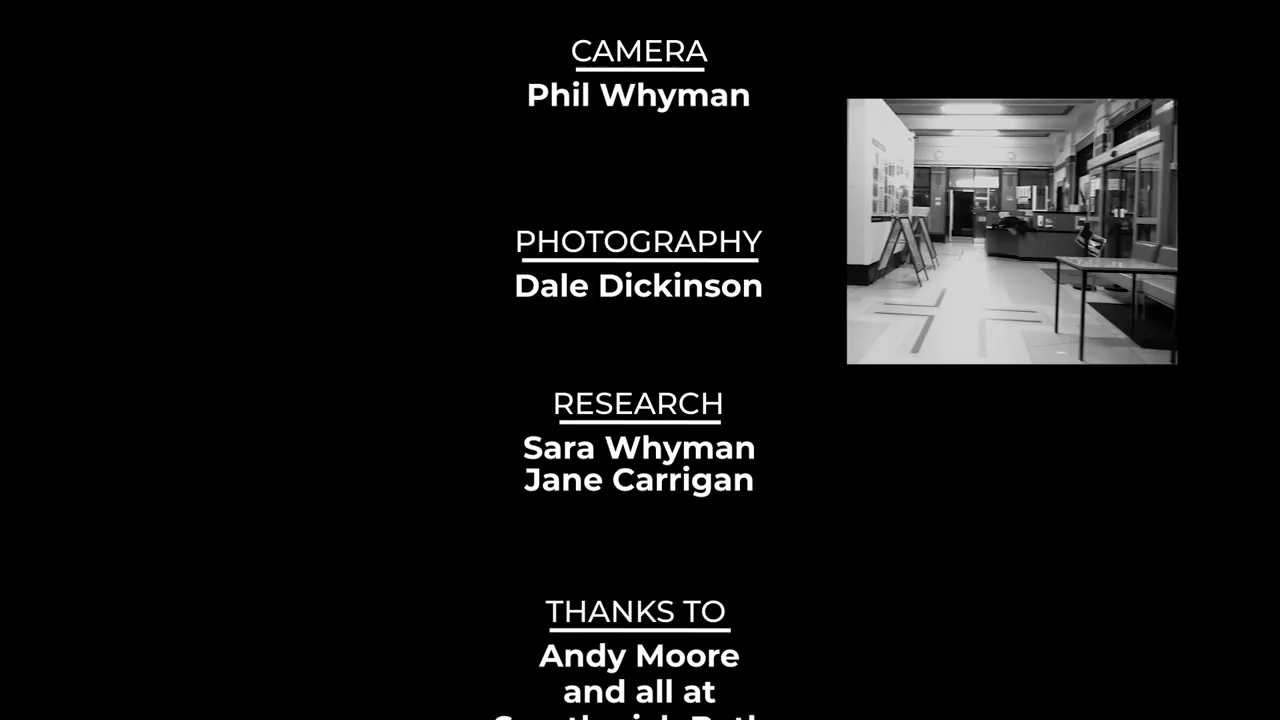 CAMERA
Phil Whyman
PHOTOGRAPHY
Dale Dickinson
RESEARCH
Sara Whyman
Jane Carrigan
THANKS TO
Andy Moore
and all at